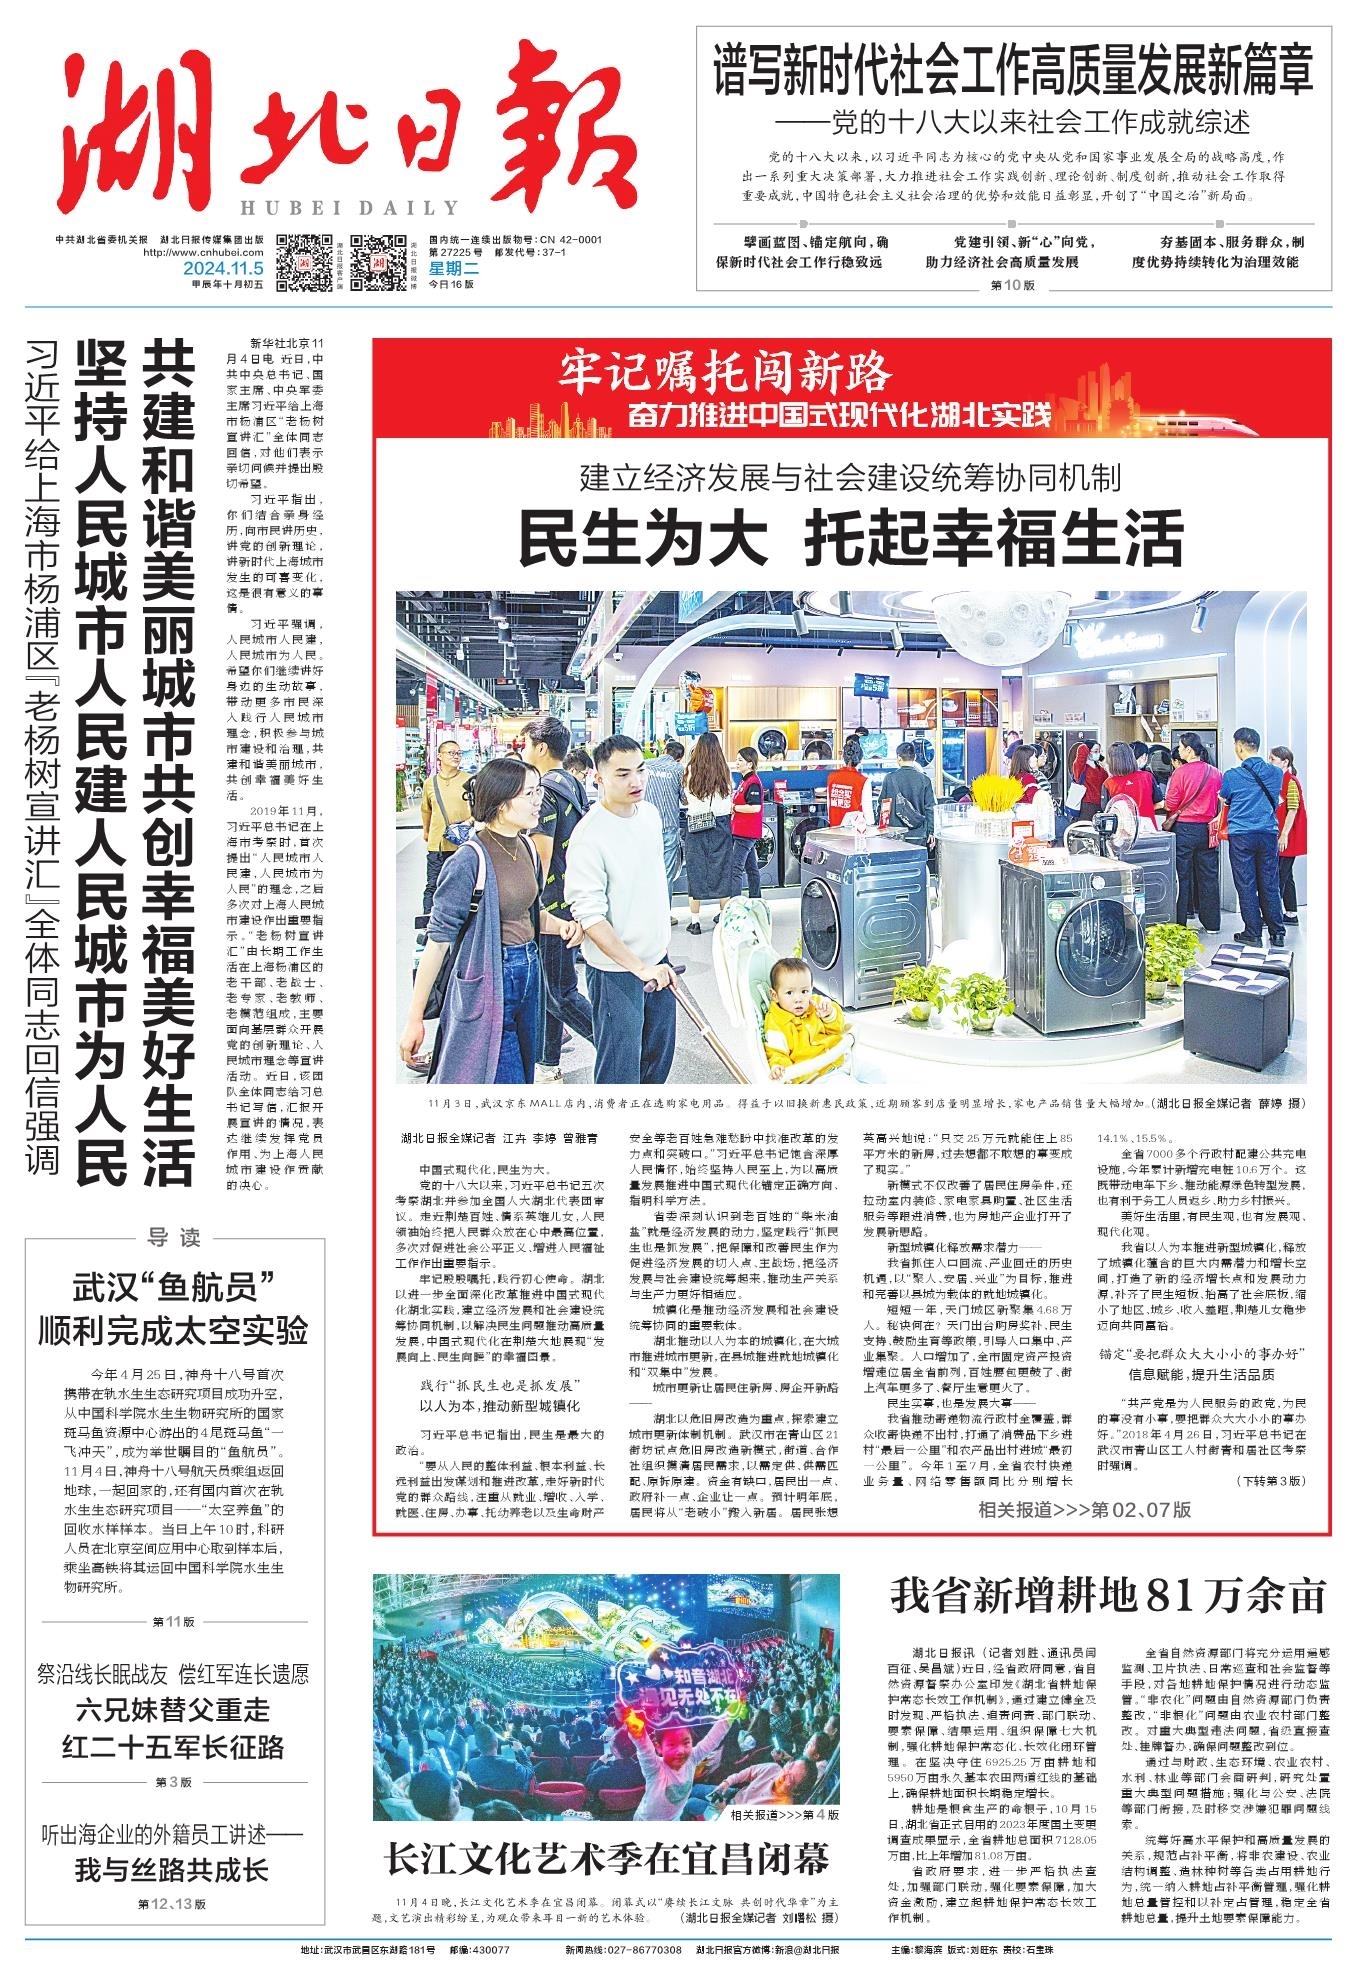 湖北日報
HUBEI DAILY
中共湖北省委机关报 湖北日报传媒集团出版
http://www.cnhubei.com
2024.11.5
甲辰年十月初五
湖北日报客户端
湖北日报微博
国内统一连续出版物号:CN 42-0001
第27225号 邮发代号:37-1
星期二
今日16版
谱写新时代社会工作高质量发展新篇章
——党的十八大以来社会工作成就综述
党的十八大以来,以习近平同志为核心的党中央从党和国家事业发展全局的战略高度,作
出一系列重大决策部署,大力推进社会工作实践创新、理论创新、制度创新,推动社会工作取得
重要成就,中国特色社会主义社会治理的优势和效能日益彰显,开创了“中国之治”新局面。
擘画蓝图、锚定航向,确
保新时代社会工作行稳致远
党建引领、新“心”向党,
助力经济社会高质量发展
夯基固本、服务群众,制
度优势持续转化为治理效能
第10版
习近平给上海市杨浦区『老杨树宣讲汇』全体同志回信强调
坚持人民城市人民建人民城市为人民
共建和谐美丽城市共创幸福美好生活
新华社北京11
月4日电 近日,中
共中央总书记、国
家主席、中央军委
主席习近平给上海
市杨浦区“老杨树
宣讲汇”全体同志
回信,对他们表示
亲切问候并提出殷
切希望。
习近平指出,
你们结合亲身经
历,向市民讲历史,
讲党的创新理论,
讲新时代上海城市
发生的可喜变化,
这是很有意义的事
情。
习近平强调,
人民城市人民建,
人民城市为人民。
希望你们继续讲好
身边的生动故事,
带动更多市民深
入践行人民城市
理念,积极参与城
市建设和治理,共
建和谐美丽城市,
共创幸福美好生
活。
2019年11月,
习近平总书记在上
海市考察时,首次
提出“人民城市人
民建,人民城市为
人民”的理念,之后
多次对上海人民城
市建设作出重要指
示。“老杨树宣讲
汇”由长期工作生
活在上海杨浦区的
老干部、老战士、
老专家、老教师、
老模范组成,主要
面向基层群众开展
党的创新理论、人
民城市理念等宣讲
活动。近日,该团
队全体同志给习总
书记写信,汇报开
展宣讲的情况,表
达继续发挥党员
作用、为上海人民
城市建设作贡献
的决心。
导读
武汉“鱼航员”
顺利完成太空实验
今年4月25日,神舟十八号首次
携带在轨水生生态研究项目成功升空,
从中国科学院水生生物研究所的国家
斑马鱼资源中心游出的4尾斑马鱼“一
飞冲天”,成为举世瞩目的“鱼航员”。
11月4日,神舟十八号航天员乘组返回
地球,一起回家的,还有国内首次在轨
水生生态研究项目——“太空养鱼”的
回收水样样本。当日上午10时,科研
人员在北京空间应用中心取到样本后,
乘坐高铁将其运回中国科学院水生生
物研究所。
第11版
祭沿线长眠战友 偿红军连长遗愿
六兄妹替父重走
红二十五军长征路
第3版
听出海企业的外籍员工讲述——
我与丝路共成长
第12、13版
牢记嘱托闯新路
奋力推进中国式现代化湖北实践
建立经济发展与社会建设统筹协同机制
民生为大 托起幸福生活
11月3日,武汉京东MALL店内,消费者正在选购家电用品。得益于以旧换新惠民政策,近期顾客到店量明显增长,家电产品销售量大幅增加。(湖北日报全媒记者 薛婷 摄)
湖北日报全媒记者 江卉 李婷 曾雅青
中国式现代化,民生为大。
党的十八大以来,习近平总书记五次
考察湖北并参加全国人大湖北代表团审
议。走近荆楚百姓、情系英雄儿女,人民
领袖始终把人民群众放在心中最高位置,
多次对促进社会公平正义、增进人民福祉
工作作出重要指示。
牢记殷殷嘱托,践行初心使命。湖北
以进一步全面深化改革推进中国式现代
化湖北实践,建立经济发展和社会建设统
筹协同机制,以解决民生问题推动高质量
发展,中国式现代化在荆楚大地展现“发
展向上、民生向暖”的幸福图景。
践行“抓民生也是抓发展”
以人为本,推动新型城镇化
习近平总书记指出,民生是最大的
政治。
“要从人民的整体利益、根本利益、长
远利益出发谋划和推进改革,走好新时代
党的群众路线,注重从就业、增收、入学、
就医、住房、办事、托幼养老以及生命财产
安全等老百姓急难愁盼中找准改革的发
力点和突破口。”习近平总书记饱含深厚
人民情怀,始终坚持人民至上,为以高质
量发展推进中国式现代化锚定正确方向、
指明科学方法。
省委深刻认识到老百姓的“柴米油
盐”就是经济发展的动力,坚定践行“抓民
生也是抓发展”,把保障和改善民生作为
促进经济发展的切入点、主战场,把经济
发展与社会建设统筹起来,推动生产关系
与生产力更好相适应。
城镇化是推动经济发展和社会建设
统筹协同的重要载体。
湖北推动以人为本的城镇化,在大城
市推进城市更新,在县城推进就地城镇化
和“双集中”发展。
城市更新让居民住新房、房企开新路
——
湖北以危旧房改造为重点,探索建立
城市更新体制机制。武汉市在青山区21
街坊试点危旧房改造新模式,街道、合作
社组织摸清居民需求,以需定供、供需匹
配、原拆原建。资金有缺口,居民出一点、
政府补一点、企业让一点。预计明年底,
居民将从“老破小”搬入新居。居民张想
英高兴地说:“只交25万元就能住上85
平方米的新房,过去想都不敢想的事变成
了现实。”
新模式不仅改善了居民住房条件,还
拉动室内装修、家电家具购置、社区生活
服务等跟进消费,也为房地产企业打开了
发展新思路。
新型城镇化释放需求潜力——
我省抓住人口回流、产业回迁的历史
机遇,以“聚人、安居、兴业”为目标,推进
和完善以县城为载体的就地城镇化。
短短一年,天门城区新聚集4.68万
人。秘诀何在?天门出台购房奖补、民生
支持、鼓励生育等政策,引导人口集中、产
业集聚。人口增加了,全市固定资产投资
增速位居全省前列,百姓腰包更鼓了、街
上汽车更多了、餐厅生意更火了。
民生实事,也是发展大事——
我省推动寄递物流行政村全覆盖,群
众收寄快递不出村,打通了消费品下乡进
村“最后一公里”和农产品出村进城“最初
一公里”。今年1至7月,全省农村快递
业务量、网络零售额同比分别增长
14.1%、15.5%。
全省7000多个行政村配建公共充电
设施,今年累计新增充电桩10.6万个。这
既带动电车下乡、推动能源绿色转型发展,
也有利于务工人员返乡、助力乡村振兴。
美好生活里,有民生观,也有发展观、
现代化观。
我省以人为本推进新型城镇化,释放
了城镇化蕴含的巨大内需潜力和增长空
间,打造了新的经济增长点和发展动力
源,补齐了民生短板、抬高了社会底板,缩
小了地区、城乡、收入差距,荆楚儿女稳步
迈向共同富裕。
锚定“要把群众大大小小的事办好”
信息赋能,提升生活品质
“共产党是为人民服务的政党,为民
的事没有小事,要把群众大大小小的事办
好。”2018年4月26日,习近平总书记在
武汉市青山区工人村街青和居社区考察
时强调。
(下转第3版)
相关报道>>>第02、07版
知音湖北
遇见无处不在
相关报道>>>第4版
长江文化艺术季在宜昌闭幕
11月4日晚,长江文化艺术季在宜昌闭幕。闭幕式以“赓续长江文脉 共创时代华章”为主
题,文艺演出精彩纷呈,为观众带来耳目一新的艺术体验。 (湖北日报全媒记者 刘曙松 摄)
我省新增耕地81万余亩
湖北日报讯 (记者刘胜、通讯员闾
百征、吴昌斌)近日,经省政府同意,省自
然资源督察办公室印发《湖北省耕地保
护常态长效工作机制》,通过建立健全及
时发现、严格执法、追责问责、部门联动、
要素保障、结果运用、组织保障七大机
制,强化耕地保护常态化、长效化闭环管
理。在坚决守住6925.25万亩耕地和
5950万亩永久基本农田两道红线的基础
上,确保耕地面积长期稳定增长。
耕地是粮食生产的命根子,10月15
日,湖北省正式启用的2023年度国土变更
调查成果显示,全省耕地总面积7128.05
万亩,比上年增加81.08万亩。
省政府要求,进一步严格执法查
处,加强部门联动,强化要素保障,加大
资金激励,建立起耕地保护常态长效工
作机制。
全省自然资源部门将充分运用遥感
监测、卫片执法、日常巡查和社会监督等
手段,对各地耕地保护情况进行动态监
管。“非农化”问题由自然资源部门负责
整改,“非粮化”问题由农业农村部门整
改。对重大典型违法问题,省级直接查
处、挂牌督办,确保问题整改到位。
通过与财政、生态环境、农业农村、
水利、林业等部门会商研判,研究处置
重大典型问题措施;强化与公安、法院
等部门衔接,及时移交涉嫌犯罪问题线
索。
统筹好高水平保护和高质量发展的
关系,规范占补平衡,将非农建设、农业
结构调整、造林种树等各类占用耕地行
为,统一纳入耕地占补平衡管理,强化耕
地总量管控和以补定占管理,稳定全省
耕地总量,提升土地要素保障能力。
地址:武汉市武昌区东湖路181号 邮编:430077 新闻热线:027-86770308 湖北日报官方微博:新浪@湖北日报 主编:黎海滨 版式:刘旺东 责校:石宝珠